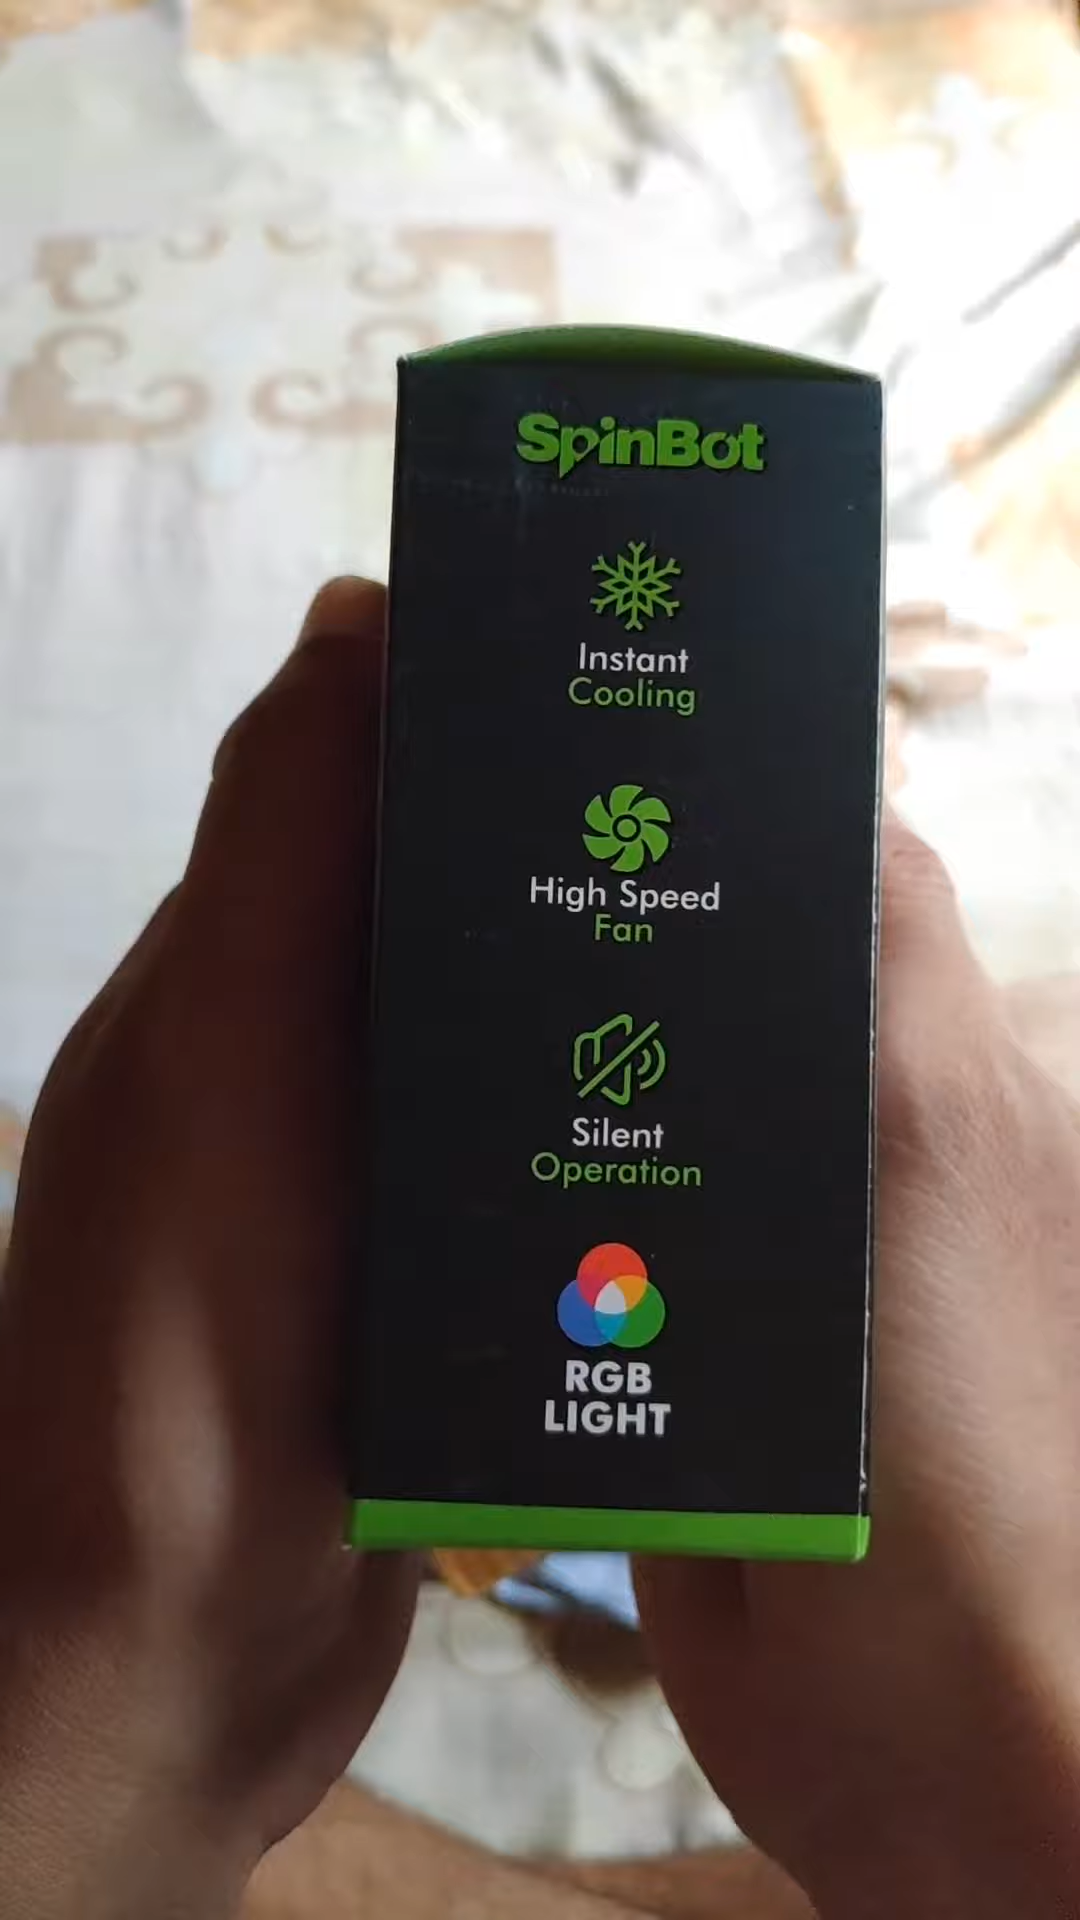 SpinBot
Instant
Cooling
High Speed
Fan
Silent
Operation
RGB
LIGHT